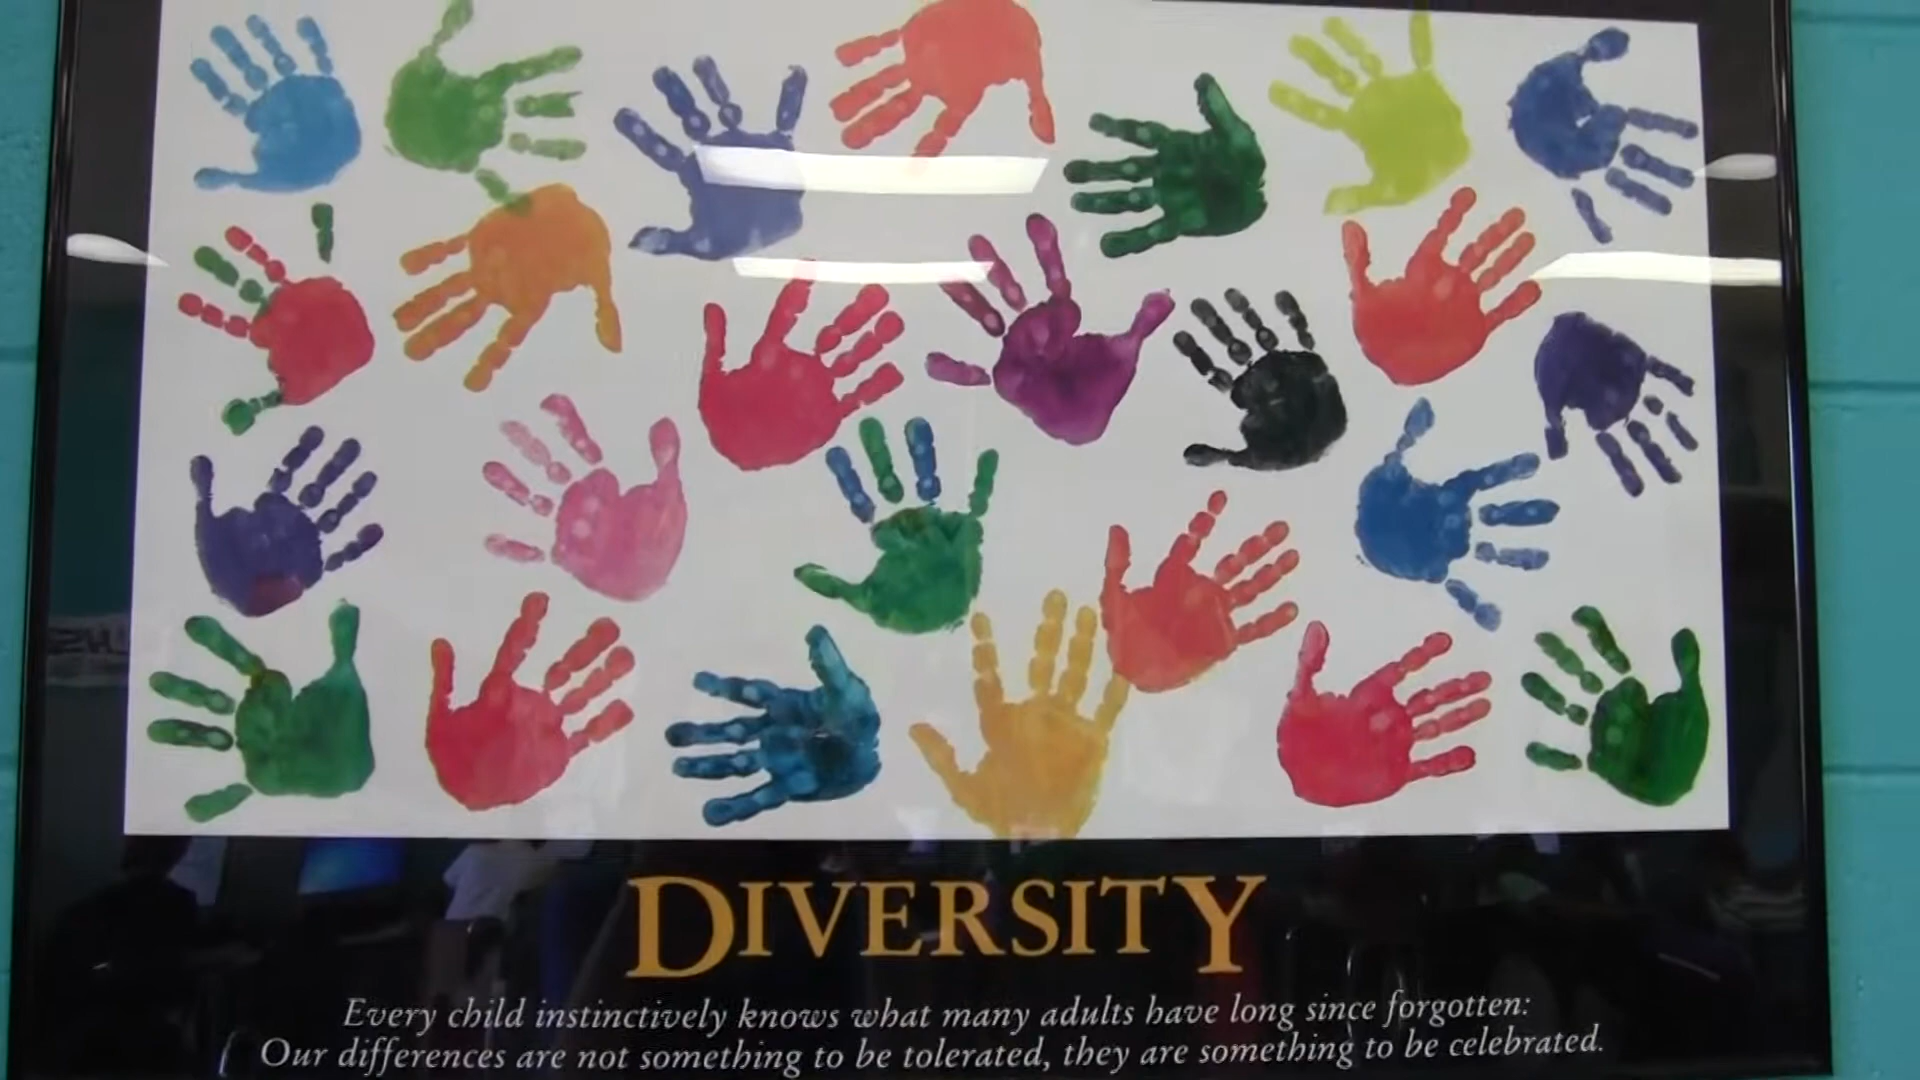 DIVERSITY
Every child instinctively knows what many adults have long since forgotten:
Our differences are not something to be tolerated, they are something to be celebrated.